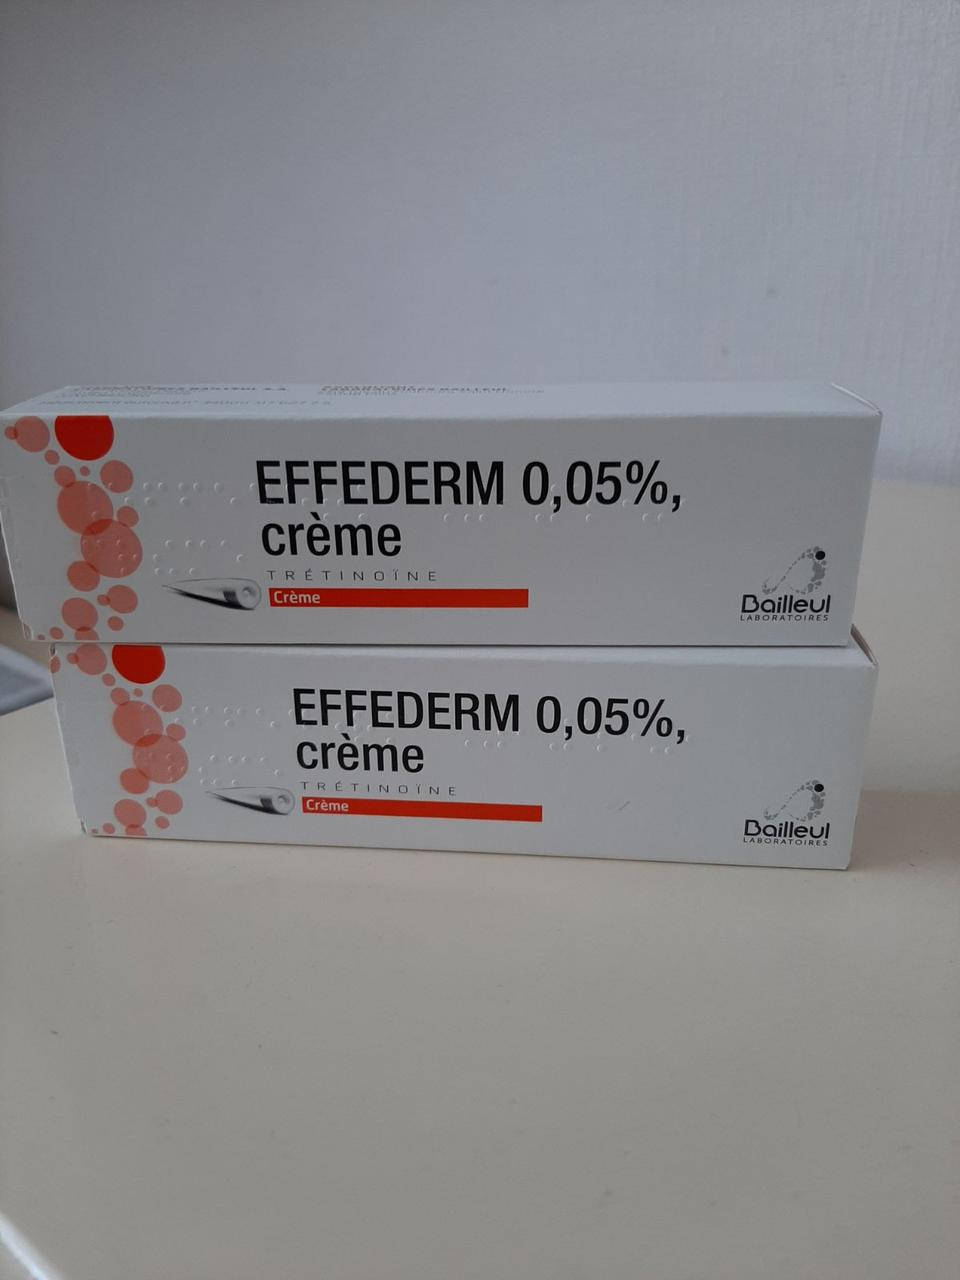 EFFEDERM 0,05%,
crème
TRÉTINOÏNE
Crème
Bailleul
LABORATOIRES
EFFEDERM 0,05%,
crème
TRÉTINOÏNE
Crème
Bailleul
LABORATOIRES